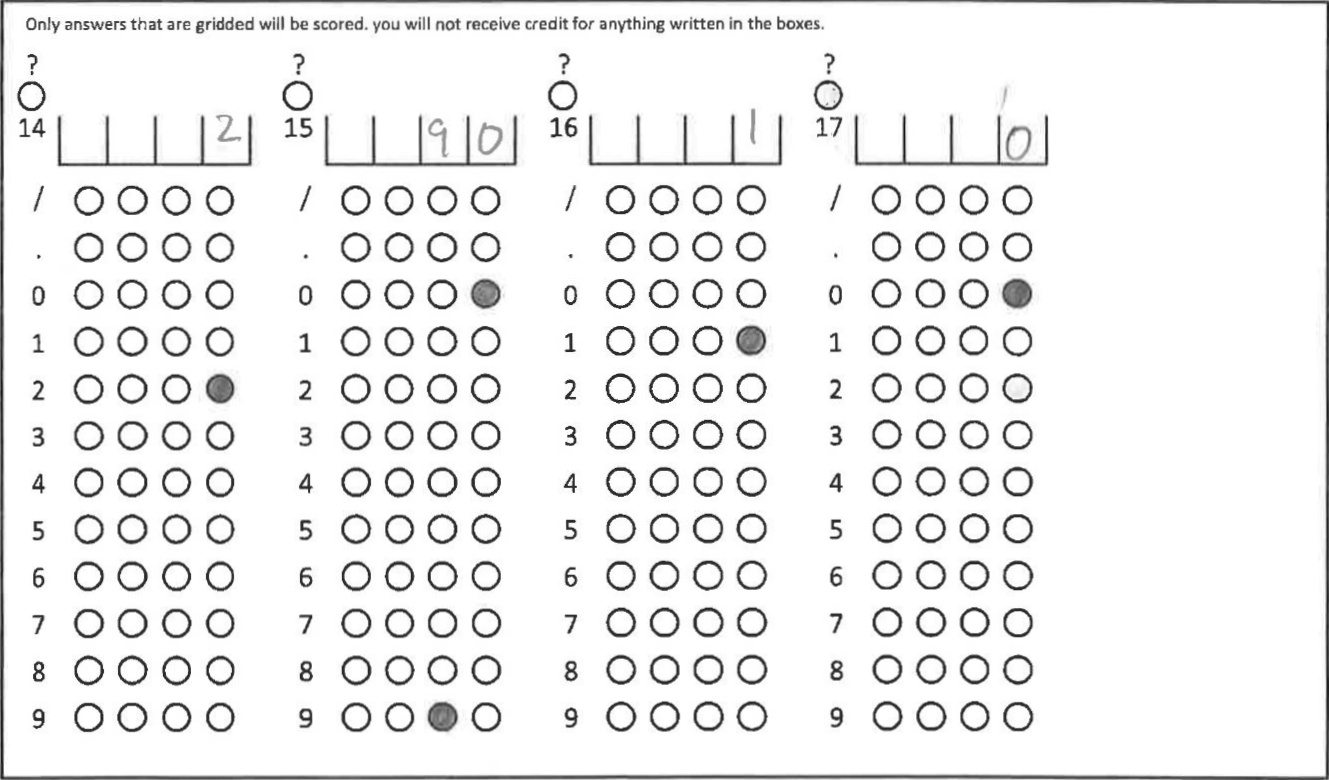 Only answers that are gridded will be scored. you will not receive credit for anything written in the boxes.
? ? ? ?
14 2 15 9 0 16 1 17 0
/ / / /
. . . .
0 0 0 0
1 1 1 1
2 2 2 2
3 3 3 3
4 4 4 4
5 5 5 5
6 6 6 6
7 7 7 7
8 8 8 8
9 9 9 9